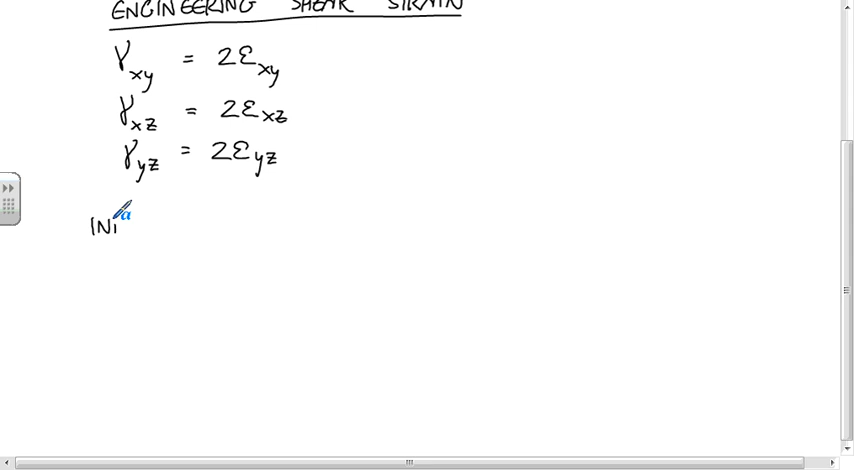 ENGINEERING SHEAR STRAIN
γxy = 2εxy
γxz = 2εxz
γyz = 2εyz